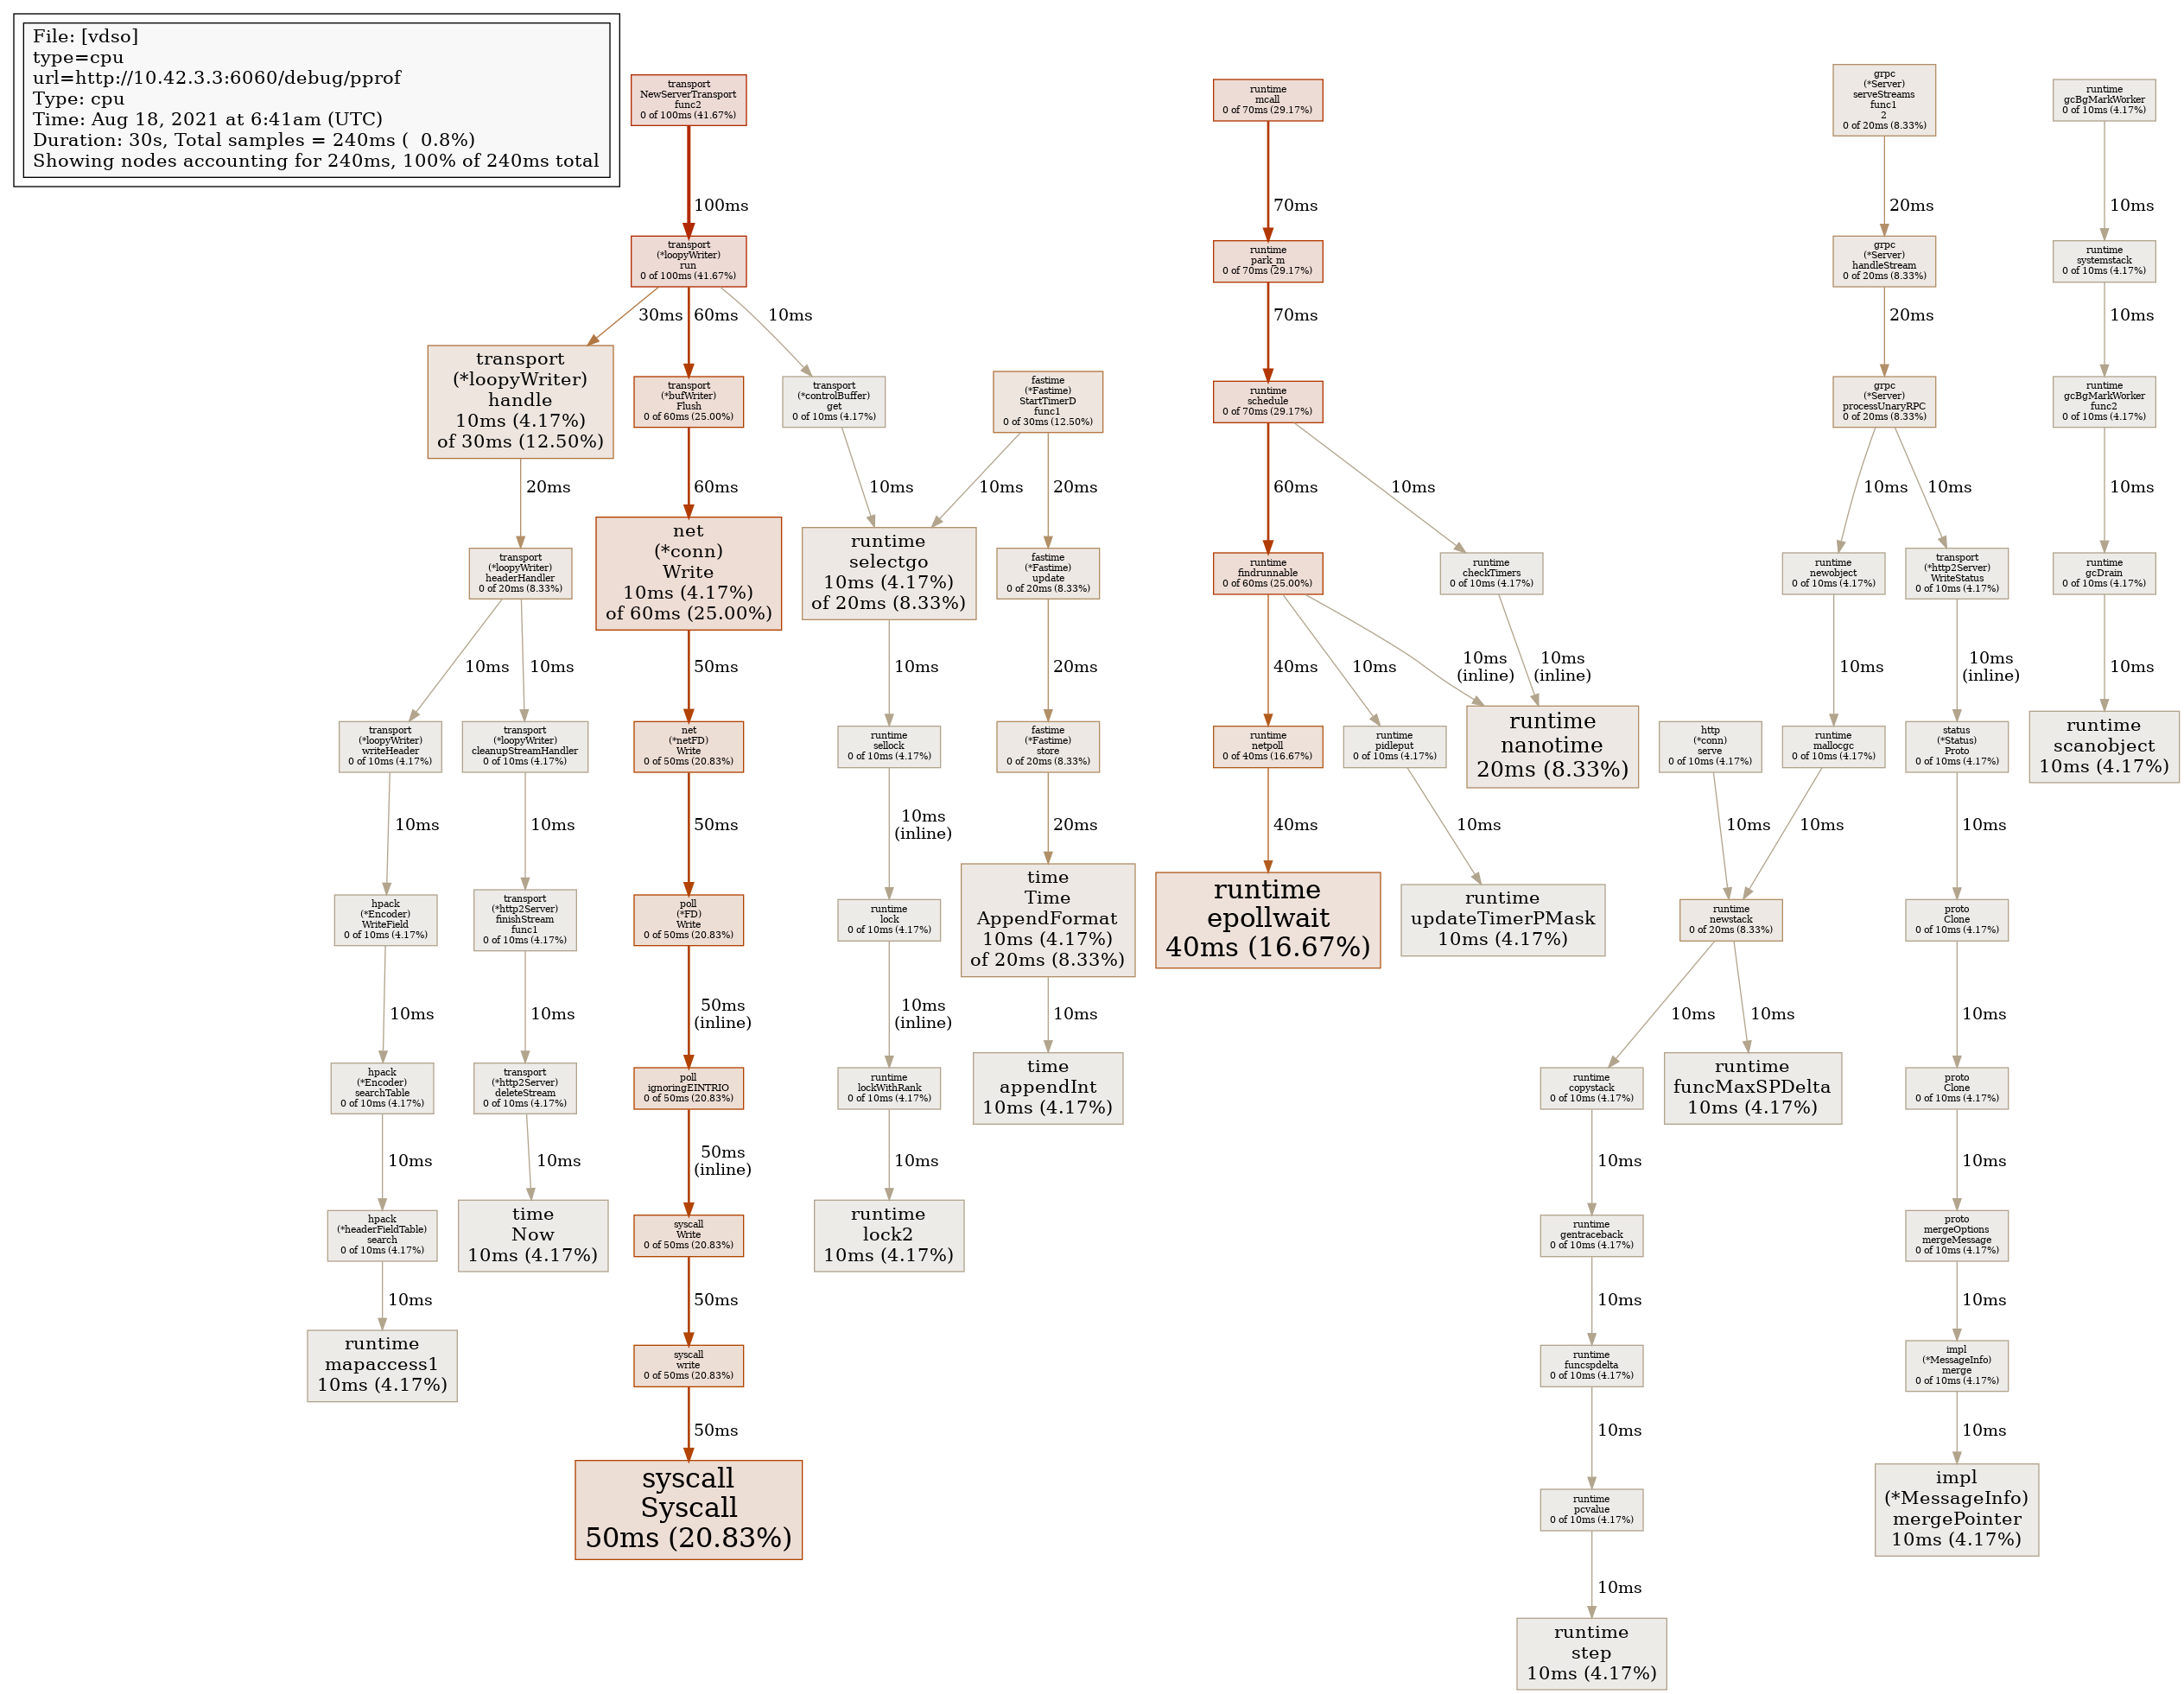 File: [vdso]
type=cpu
url=http://10.42.3.3:6060/debug/pprof
Type: cpu
Time: Aug 18, 2021 at 6:41am (UTC)
Duration: 30s, Total samples = 240ms ( 0.8%)
Showing nodes accounting for 240ms, 100% of 240ms total
transport
NewServerTransport
func2
0 of 100ms (41.67%)
runtime
mcall
0 of 70ms (29.17%)
grpc
(*Server)
serveStreams
func1
2
0 of 20ms (8.33%)
runtime
gcBgMarkWorker
0 of 10ms (4.17%)
100ms
70ms
20ms
10ms
transport
(*loopyWriter)
run
0 of 100ms (41.67%)
runtime
park_m
0 of 70ms (29.17%)
grpc
(*Server)
handleStream
0 of 20ms (8.33%)
runtime
systemstack
0 of 10ms (4.17%)
30ms
60ms
10ms
70ms
20ms
10ms
transport
(*loopyWriter)
handle
10ms (4.17%)
of 30ms (12.50%)
transport
(*bufWriter)
Flush
0 of 60ms (25.00%)
transport
(*controlBuffer)
get
0 of 10ms (4.17%)
fastime
(*Fastime)
StartTimerD
func1
0 of 30ms (12.50%)
runtime
schedule
0 of 70ms (29.17%)
grpc
(*Server)
processUnaryRPC
0 of 20ms (8.33%)
runtime
gcBgMarkWorker
func2
0 of 10ms (4.17%)
20ms
60ms
10ms
10ms
20ms
60ms
10ms
10ms
10ms
10ms
transport
(*loopyWriter)
headerHandler
0 of 20ms (8.33%)
net
(*conn)
Write
10ms (4.17%)
of 60ms (25.00%)
runtime
selectgo
10ms (4.17%)
of 20ms (8.33%)
fastime
(*Fastime)
update
0 of 20ms (8.33%)
runtime
findrunnable
0 of 60ms (25.00%)
runtime
checkTimers
0 of 10ms (4.17%)
runtime
newobject
0 of 10ms (4.17%)
transport
(*http2Server)
WriteStatus
0 of 10ms (4.17%)
runtime
gcDrain
0 of 10ms (4.17%)
10ms
10ms
50ms
10ms
20ms
40ms
10ms
10ms
(inline)
10ms
(inline)
10ms
10ms
(inline)
10ms
transport
(*loopyWriter)
writeHeader
0 of 10ms (4.17%)
transport
(*loopyWriter)
cleanupStreamHandler
0 of 10ms (4.17%)
net
(*netFD)
Write
0 of 50ms (20.83%)
runtime
sellock
0 of 10ms (4.17%)
fastime
(*Fastime)
store
0 of 20ms (8.33%)
runtime
netpoll
0 of 40ms (16.67%)
runtime
pidleput
0 of 10ms (4.17%)
runtime
nanotime
20ms (8.33%)
http
(*conn)
serve
0 of 10ms (4.17%)
runtime
mallocgc
0 of 10ms (4.17%)
status
(*Status)
Proto
0 of 10ms (4.17%)
runtime
scanobject
10ms (4.17%)
10ms
10ms
50ms
10ms
(inline)
20ms
40ms
10ms
10ms
10ms
10ms
hpack
(*Encoder)
WriteField
0 of 10ms (4.17%)
transport
(*http2Server)
finishStream
func1
0 of 10ms (4.17%)
poll
(*FD)
Write
0 of 50ms (20.83%)
runtime
lock
0 of 10ms (4.17%)
time
Time
AppendFormat
10ms (4.17%)
of 20ms (8.33%)
runtime
epollwait
40ms (16.67%)
runtime
updateTimerPMask
10ms (4.17%)
runtime
newstack
0 of 20ms (8.33%)
proto
Clone
0 of 10ms (4.17%)
10ms
10ms
50ms
(inline)
10ms
(inline)
10ms
10ms
10ms
10ms
hpack
(*Encoder)
searchTable
0 of 10ms (4.17%)
transport
(*http2Server)
deleteStream
0 of 10ms (4.17%)
poll
ignoringEINTRIO
0 of 50ms (20.83%)
runtime
lockWithRank
0 of 10ms (4.17%)
time
appendInt
10ms (4.17%)
runtime
copystack
0 of 10ms (4.17%)
runtime
funcMaxSPDelta
10ms (4.17%)
proto
Clone
0 of 10ms (4.17%)
10ms
10ms
50ms
(inline)
10ms
10ms
10ms
hpack
(*headerFieldTable)
search
0 of 10ms (4.17%)
time
Now
10ms (4.17%)
syscall
Write
0 of 50ms (20.83%)
runtime
lock2
10ms (4.17%)
runtime
gentraceback
0 of 10ms (4.17%)
proto
mergeOptions
mergeMessage
0 of 10ms (4.17%)
10ms
50ms
10ms
10ms
runtime
mapaccess1
10ms (4.17%)
syscall
write
0 of 50ms (20.83%)
runtime
funcspdelta
0 of 10ms (4.17%)
impl
(*MessageInfo)
merge
0 of 10ms (4.17%)
50ms
10ms
10ms
syscall
Syscall
50ms (20.83%)
runtime
pcvalue
0 of 10ms (4.17%)
impl
(*MessageInfo)
mergePointer
10ms (4.17%)
10ms
runtime
step
10ms (4.17%)